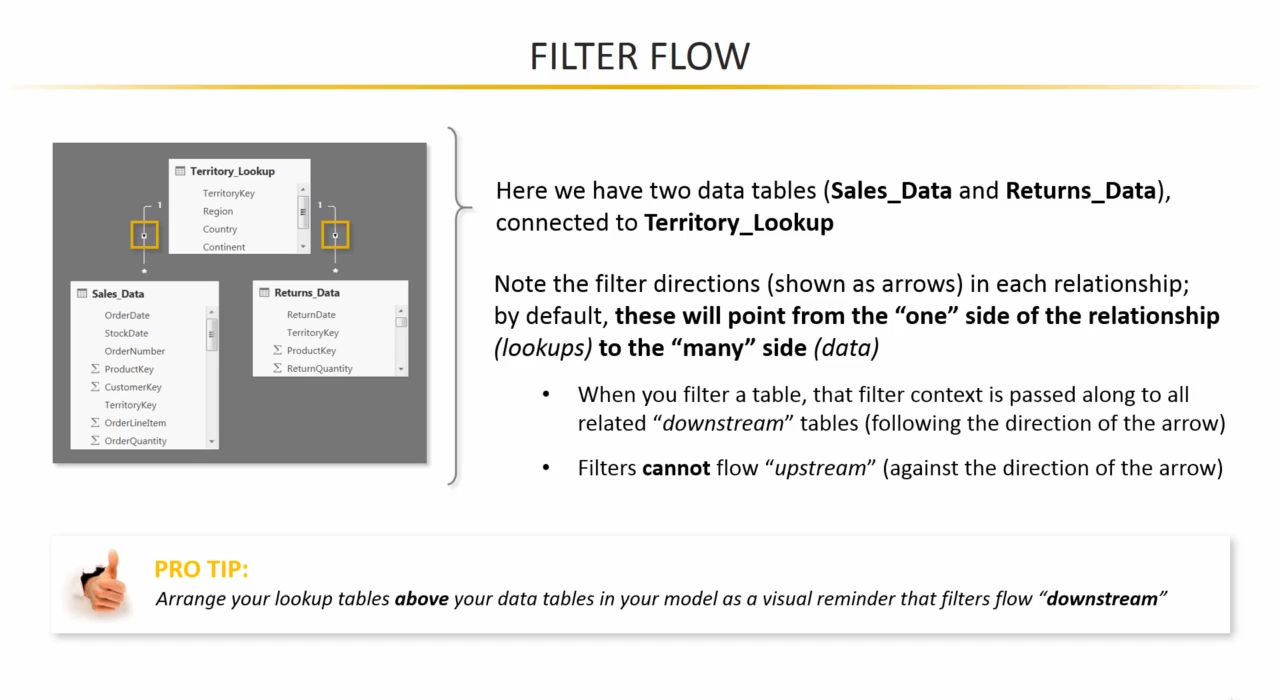 FILTER FLOW
Territory_Lookup
TerritoryKey
Region
Country
Continent
1
1
*
*
Sales_Data
OrderDate
StockDate
OrderNumber
Σ ProductKey
Σ CustomerKey
TerritoryKey
Σ OrderLineItem
Σ OrderQuantity
Returns_Data
ReturnDate
TerritoryKey
Σ ProductKey
Σ ReturnQuantity
Here we have two data tables (Sales_Data and Returns_Data),
connected to Territory_Lookup
Note the filter directions (shown as arrows) in each relationship;
by default, these will point from the “one” side of the relationship
(lookups) to the “many” side (data)
• When you filter a table, that filter context is passed along to all
related “downstream” tables (following the direction of the arrow)
• Filters cannot flow “upstream” (against the direction of the arrow)
PRO TIP:
Arrange your lookup tables above your data tables in your model as a visual reminder that filters flow “downstream”